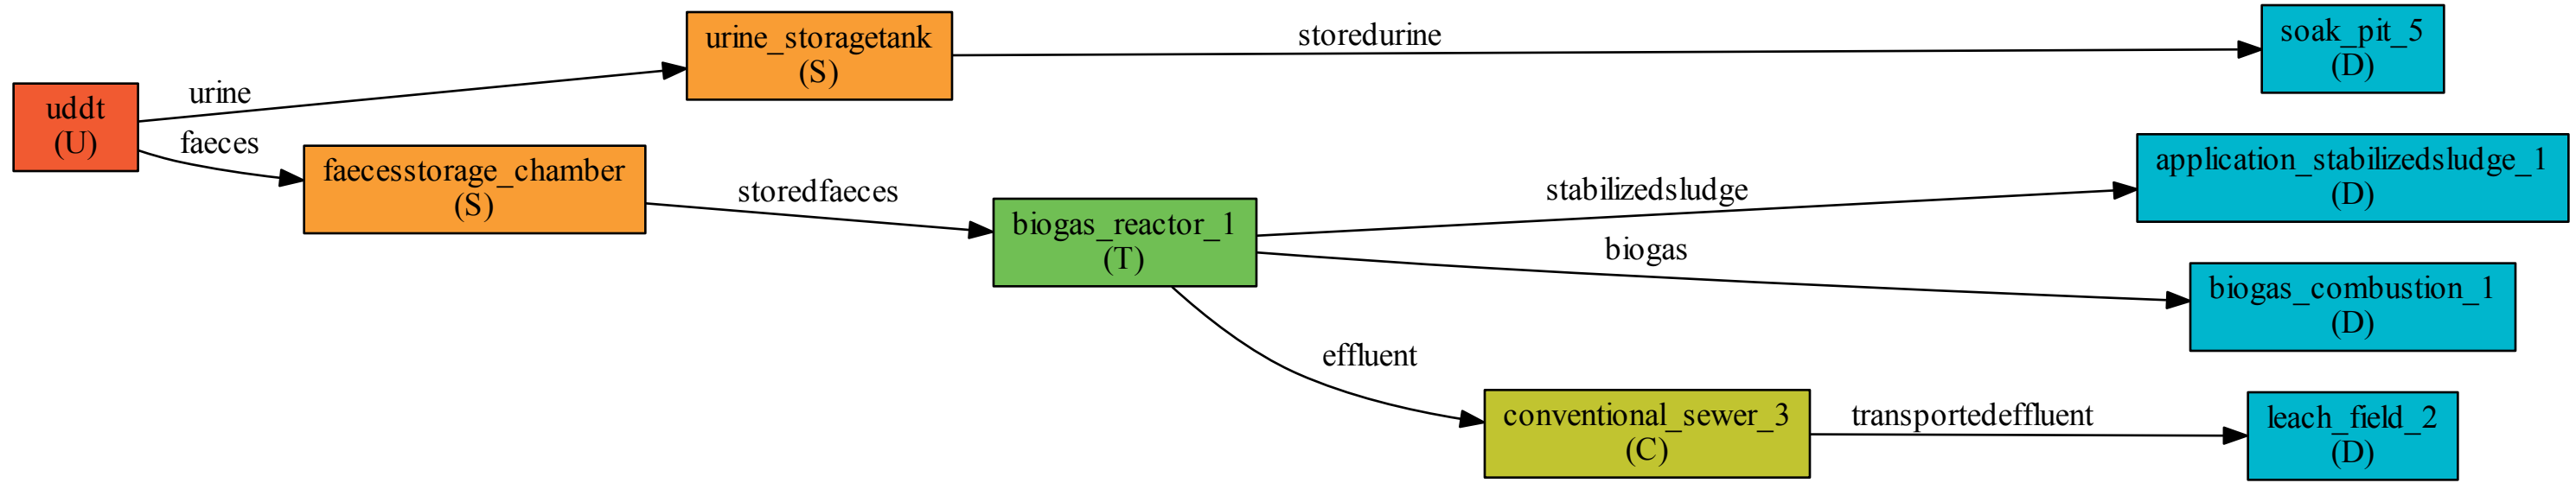 uddt
(U)
urine
faeces
urine_storagetank
(S)
faecesstorage_chamber
(S)
storedurine
storedfaeces
biogas_reactor_1
(T)
stabilizedsludge
biogas
effluent
conventional_sewer_3
(C)
transportedeffluent
soak_pit_5
(D)
application_stabilizedsludge_1
(D)
biogas_combustion_1
(D)
leach_field_2
(D)